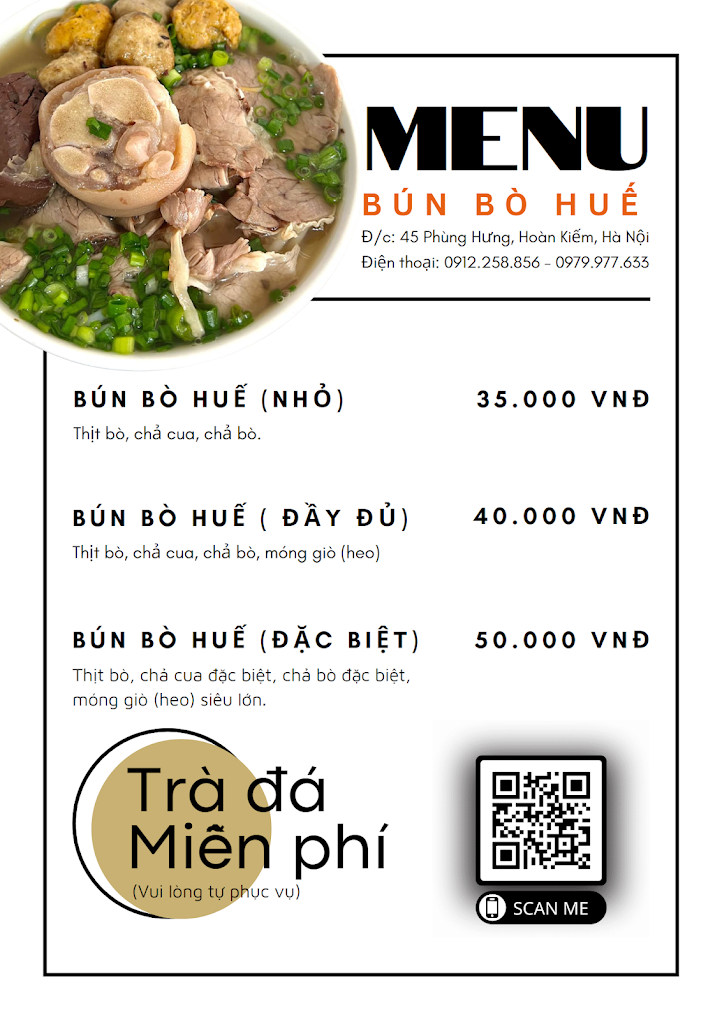 MENU
BÚN BÒ HUẾ
Đ/c: 45 Phùng Hưng, Hoàn Kiếm, Hà Nội
Điện thoại: 0912.258.856 - 0979.977.633
BÚN BÒ HUẾ (NHỎ) 35.000 VNĐ
Thịt bò, chả cua, chả bò.
BÚN BÒ HUẾ ( ĐẦY ĐỦ) 40.000 VNĐ
Thịt bò, chả cua, chả bò, móng giò (heo)
BÚN BÒ HUẾ (ĐẶC BIỆT) 50.000 VNĐ
Thịt bò, chả cua đặc biệt, chả bò đặc biệt,
móng giò (heo) siêu lớn.
Trà đá
Miễn phí
(Vui lòng tự phục vụ)
SCAN ME